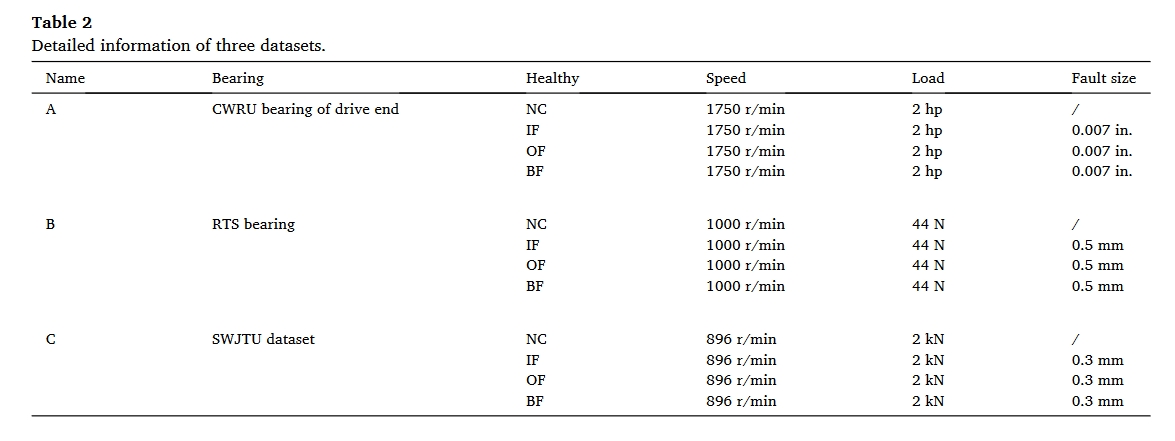 Table 2
Detailed information of three datasets.
Name Bearing Healthy Speed Load Fault size
A CWRU bearing of drive end NC 1750 r/min 2 hp /
IF 1750 r/min 2 hp 0.007 in.
OF 1750 r/min 2 hp 0.007 in.
BF 1750 r/min 2 hp 0.007 in.
B RTS bearing NC 1000 r/min 44 N /
IF 1000 r/min 44 N 0.5 mm
OF 1000 r/min 44 N 0.5 mm
BF 1000 r/min 44 N 0.5 mm
C SWJTU dataset NC 896 r/min 2 kN /
IF 896 r/min 2 kN 0.3 mm
OF 896 r/min 2 kN 0.3 mm
BF 896 r/min 2 kN 0.3 mm